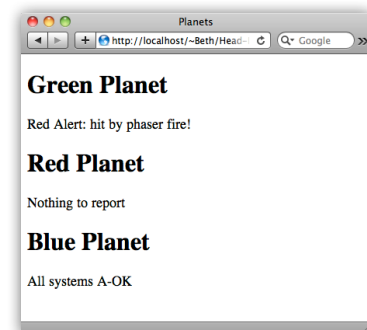 Planets
http://localhost/~Beth/Head-
Google
Green Planet
Red Alert: hit by phaser fire!
Red Planet
Nothing to report
Blue Planet
All systems A-OK